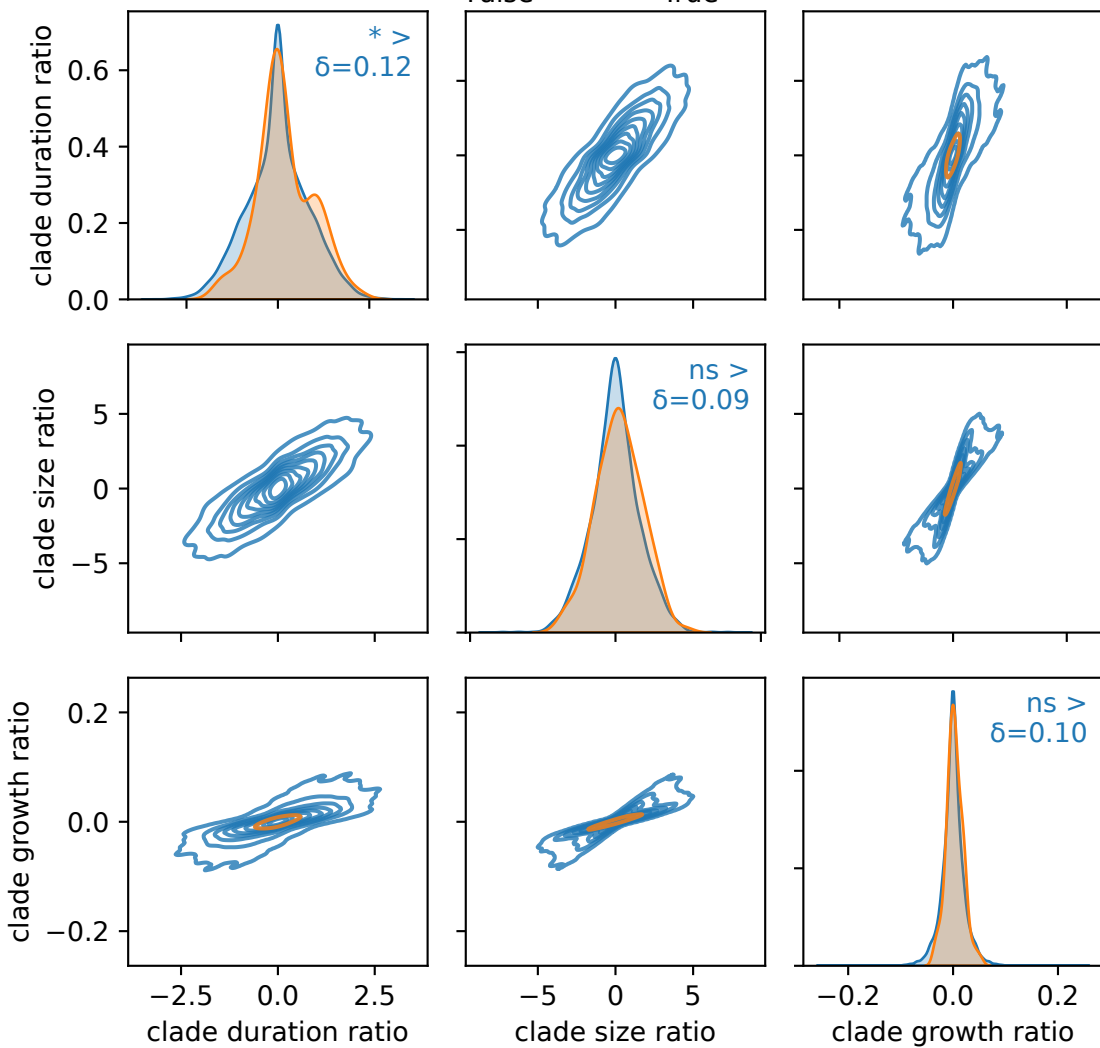 clade duration ratio
0.6
0.4
0.2
0.0
* >
δ=0.12
clade size ratio
5
0
−5
ns >
δ=0.09
clade growth ratio
0.2
0.0
−0.2
ns >
δ=0.10
−2.5 0.0 2.5
−5 0 5
−0.2 0.0 0.2
clade duration ratio
clade size ratio
clade growth ratio